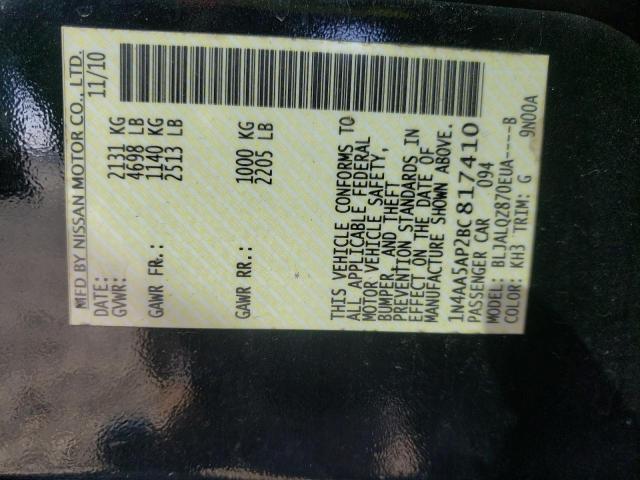 MFD BY NISSAN MOTOR CO., LTD.
DATE: 11/10
GVWR: 2131 KG
4698 LB
GAWR FR.: 1140 KG
2513 LB
GAWR RR.: 1000 KG
2205 LB
THIS VEHICLE CONFORMS TO
ALL APPLICABLE FEDERAL
MOTOR VEHICLE SAFETY,
BUMPER, AND THEFT
PREVENTION STANDARDS IN
EFFECT ON THE DATE OF
MANUFACTURE SHOWN ABOVE.
1N4AA5AP2BC817410
PASSENGER CAR 094
MODEL: BLJALQZ870EUA----B
COLOR: KH3 TRIM: G 9N00A